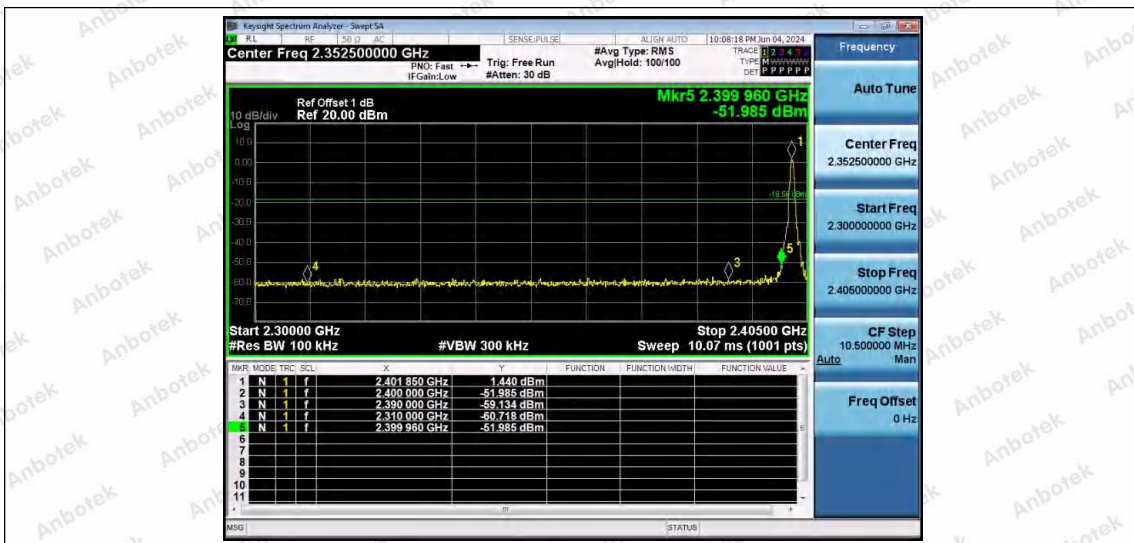 Keysight Spectrum Analyzer - Swept SA
RL RF 50 Ω AC SENSE:PULSE ALIGN AUTO 10:08:18 PM Jun 04, 2024
Center Freq 2.352500000 GHz
PNO: Fast
IFGain:Low
Trig: Free Run
#Atten: 30 dB
#Avg Type: RMS
Avg|Hold: 100/100
TRACE 1 2 3 4 5 6
TYPE M WWWWW
DET P P P P P P
Mkr5 2.399 960 GHz
-51.985 dBm
Ref Offset 1 dB
10 dB/div Ref 20.00 dBm
Log
10.0
0.00
-10.0
-20.0
-30.0
-40.0
-50.0
-60.0
-70.0
1
5
3
4
Start 2.30000 GHz Stop 2.40500 GHz
#Res BW 100 kHz #VBW 300 kHz Sweep 10.07 ms (1001 pts)
MKR MODE TRC SCL X Y FUNCTION FUNCTION WIDTH FUNCTION VALUE
1 N 1 f 2.401 850 GHz 1.440 dBm
2 N 1 f 2.400 000 GHz -51.985 dBm
3 N 1 f 2.390 000 GHz -59.134 dBm
4 N 1 f 2.310 000 GHz -60.718 dBm
5 N 1 f 2.399 960 GHz -51.985 dBm
6
7
8
9
10
11
MSG STATUS
Frequency
Auto Tune
Center Freq
2.352500000 GHz
Start Freq
2.300000000 GHz
Stop Freq
2.405000000 GHz
CF Step
10.500000 MHz
Auto Man
Freq Offset
0 Hz
Anbotek